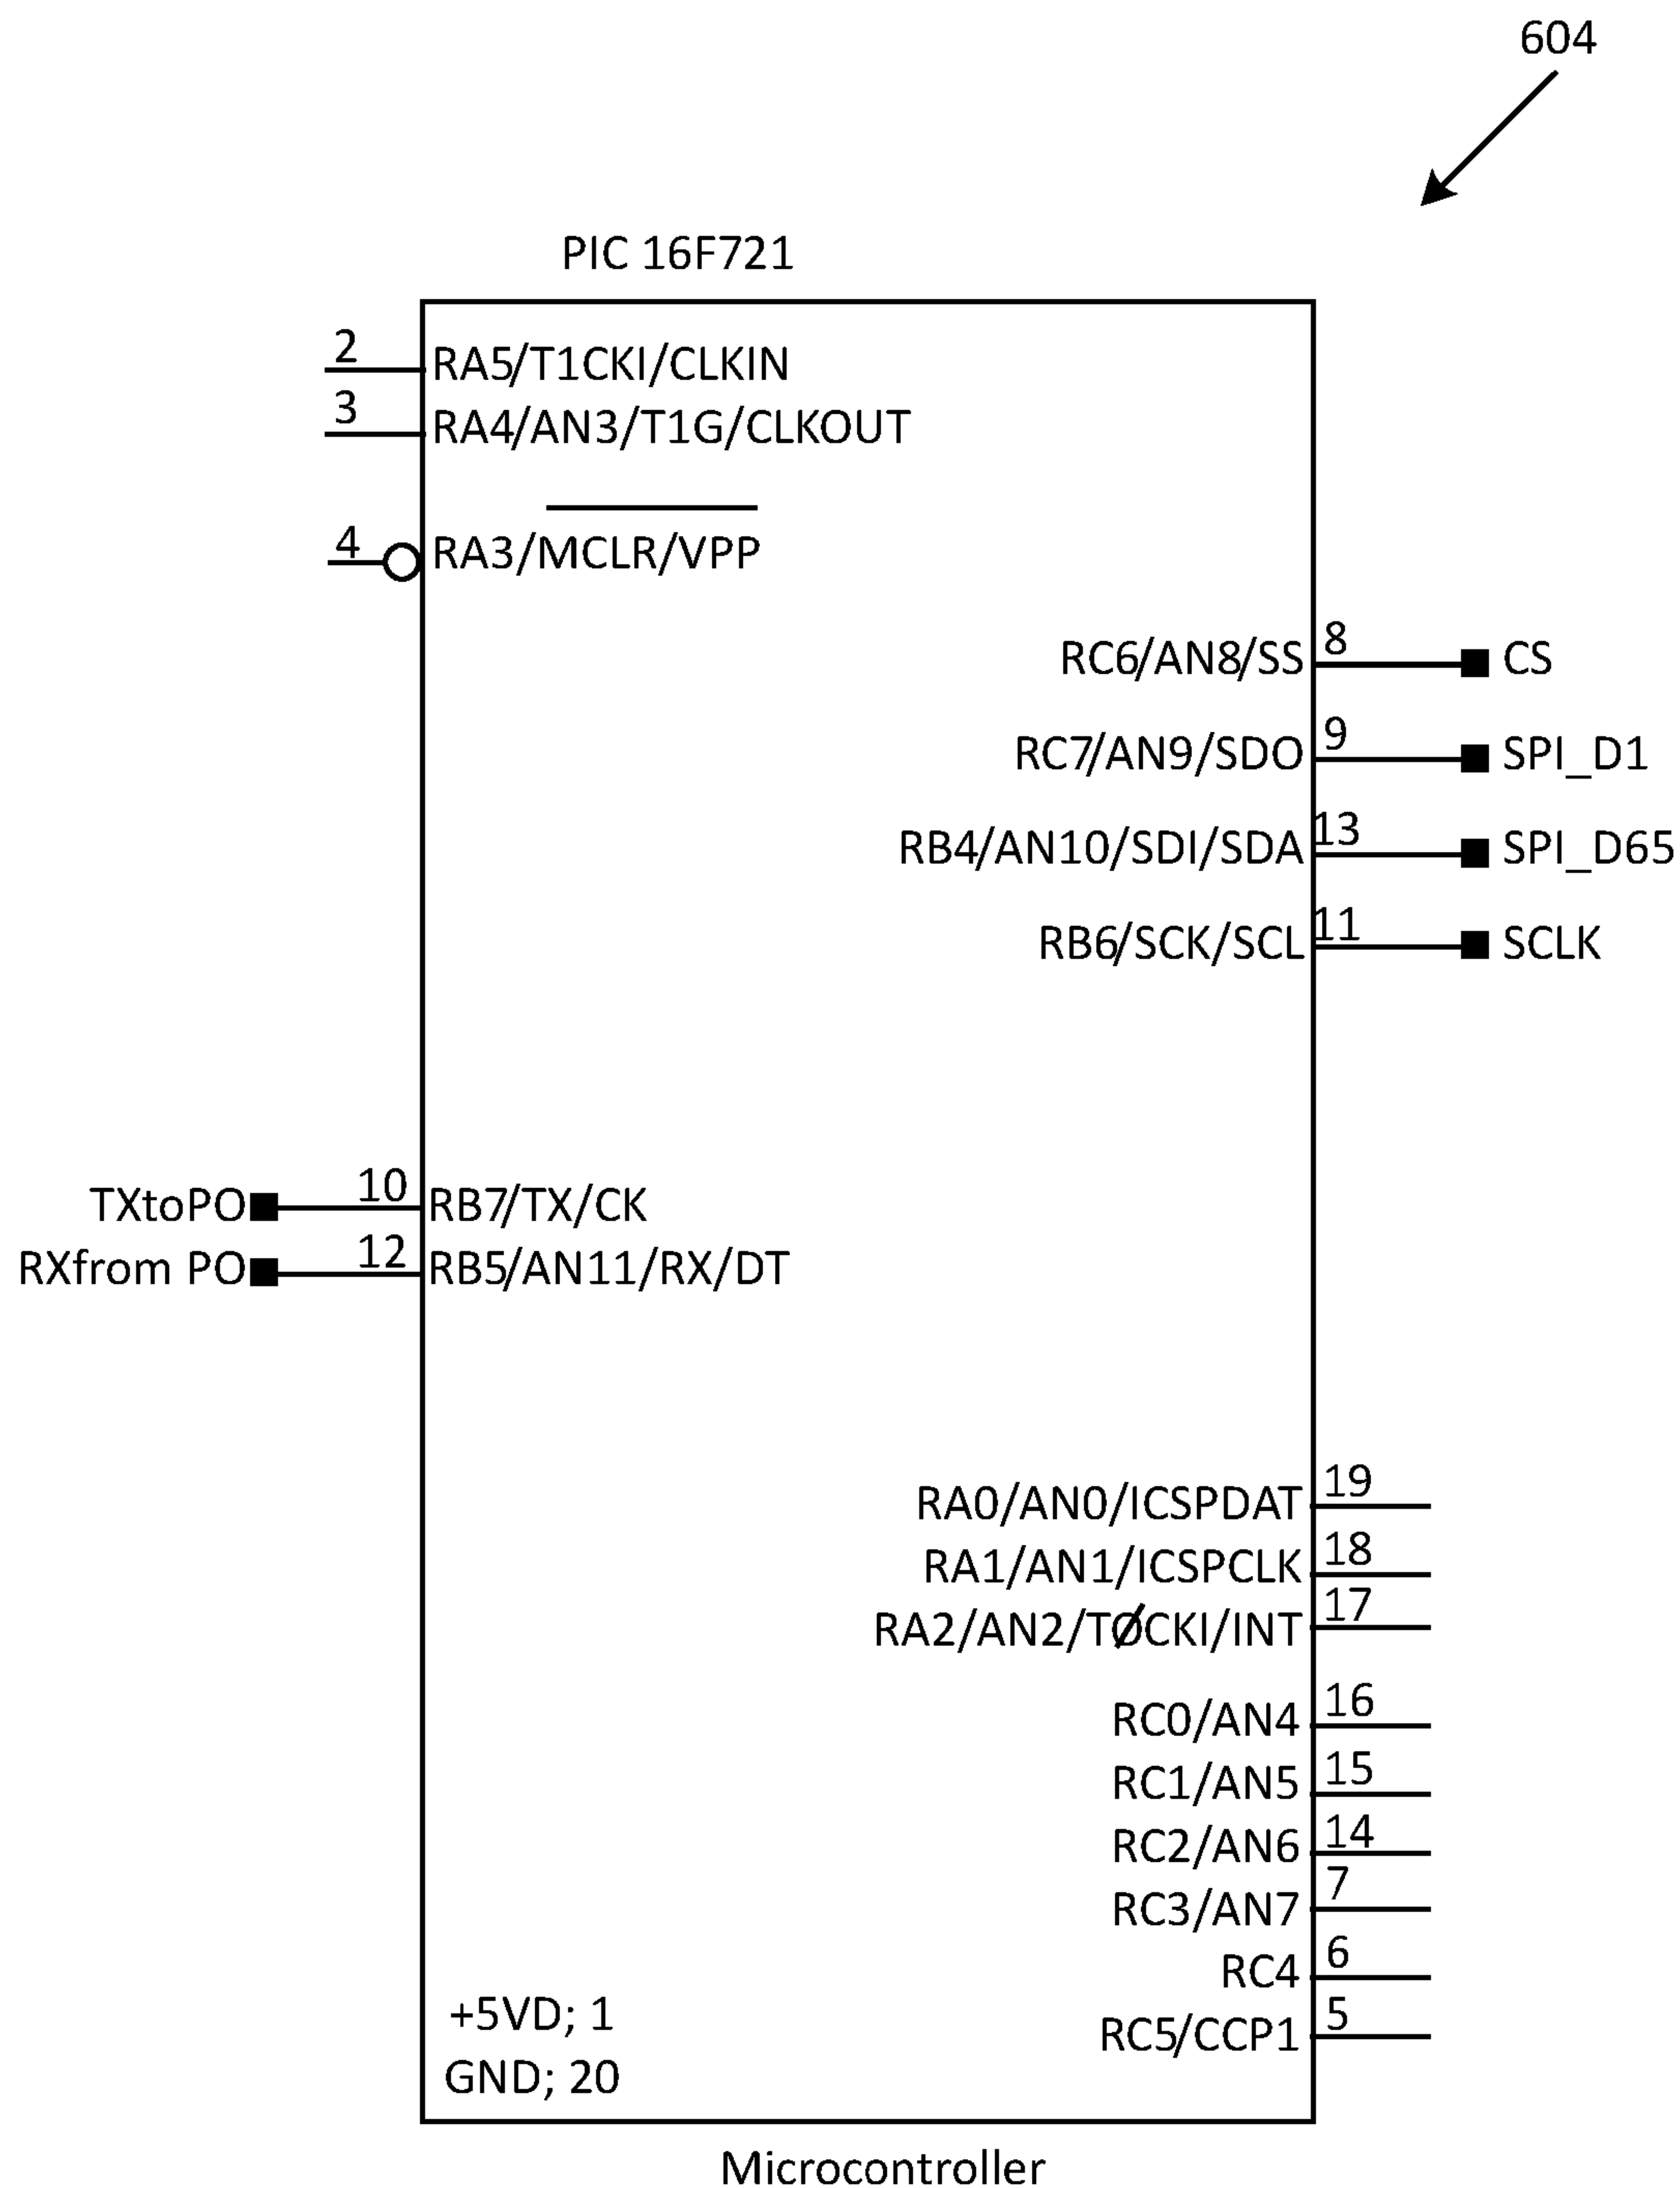 604
PIC 16F721
2 RA5/T1CKI/CLKIN
3 RA4/AN3/T1G/CLKOUT
4 RA3/MCLR/VPP
RC6/AN8/SS 8 CS
RC7/AN9/SDO 9 SPI_D1
RB4/AN10/SDI/SDA 13 SPI_D65
RB6/SCK/SCL 11 SCLK
TXtoPO 10 RB7/TX/CK
RXfrom PO 12 RB5/AN11/RX/DT
RA0/AN0/ICSPDAT 19
RA1/AN1/ICSPCLK 18
RA2/AN2/TØCKI/INT 17
RC0/AN4 16
RC1/AN5 15
RC2/AN6 14
RC3/AN7 7
RC4 6
RC5/CCP1 5
+5VD; 1
GND; 20
Microcontroller